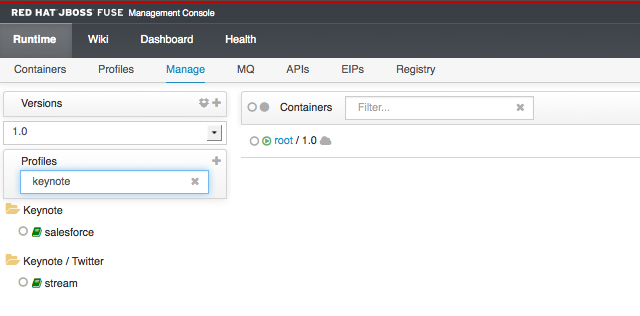 RED HAT JBOSS FUSE Management Console
Runtime Wiki Dashboard Health
Containers Profiles Manage MQ APIs EIPs Registry
Versions
1.0
Profiles
keynote
Keynote
salesforce
Keynote / Twitter
stream
Containers Filter...
root / 1.0